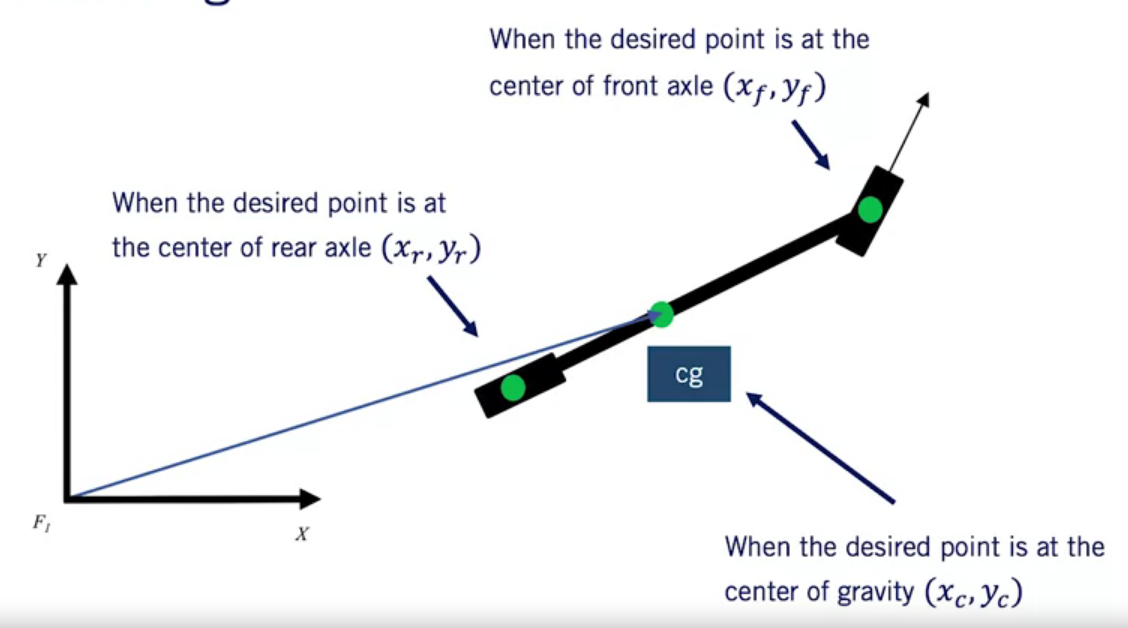 When the desired point is at the
center of front axle (x_f, y_f)
When the desired point is at
the center of rear axle (x_r, y_r)
Y
cg
F_I
X
When the desired point is at the
center of gravity (x_c, y_c)